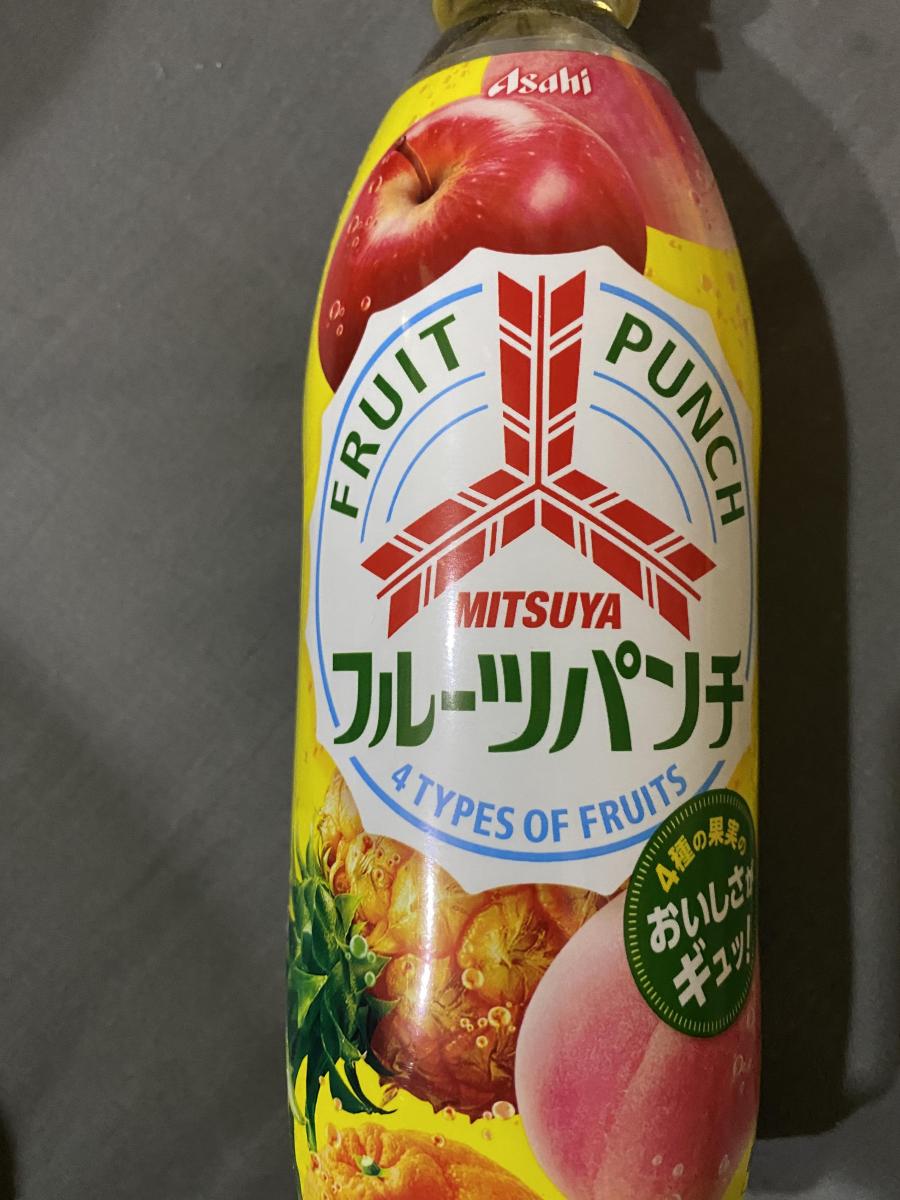 Asahi
FRUIT PUNCH
MITSUYA
フルーツパンチ
4 TYPES OF FRUITS
4種の果実の
おいしさが
ギュッ!